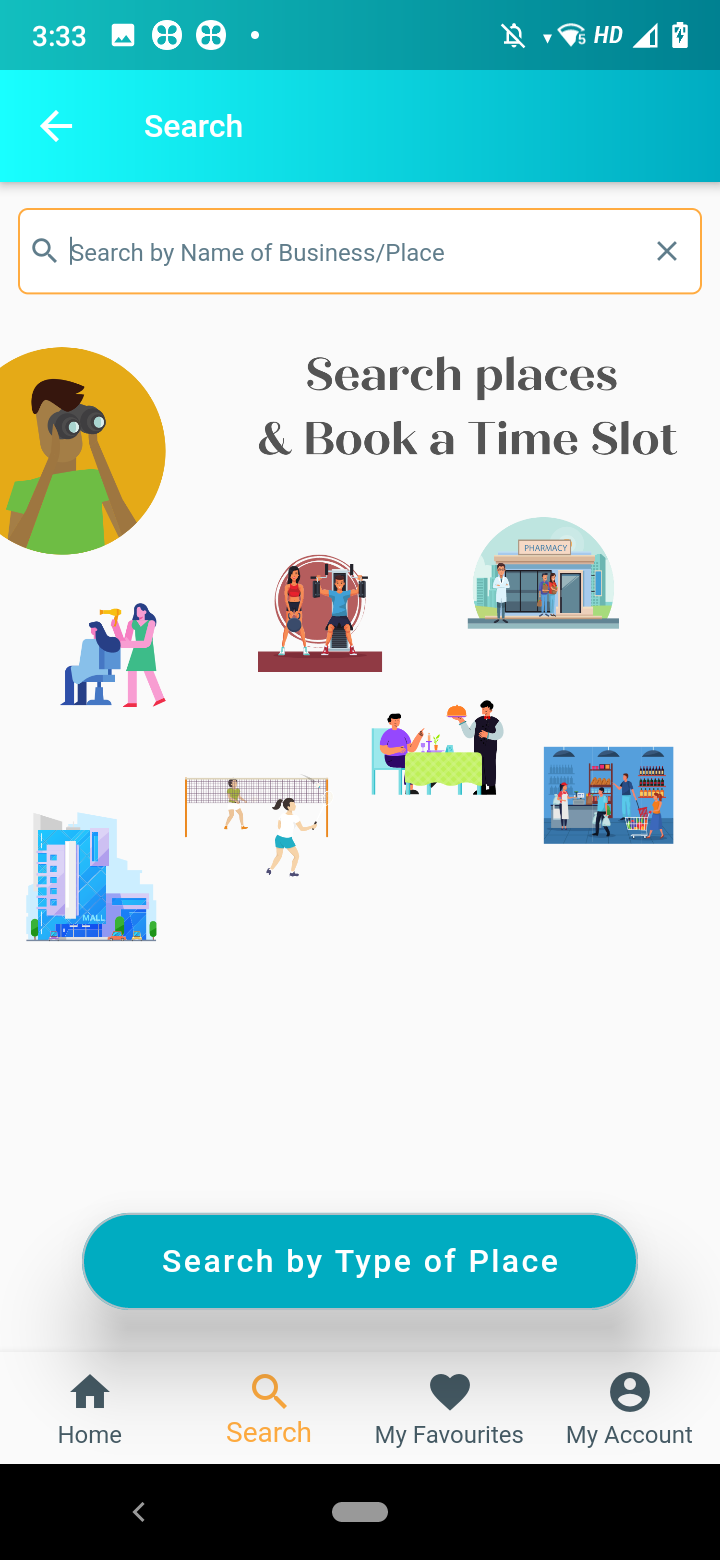 3:33
5 HD
Search
Search by Name of Business/Place
Search places
& Book a Time Slot
PHARMACY
MALL
Search by Type of Place
Home
Search
My Favourites
My Account